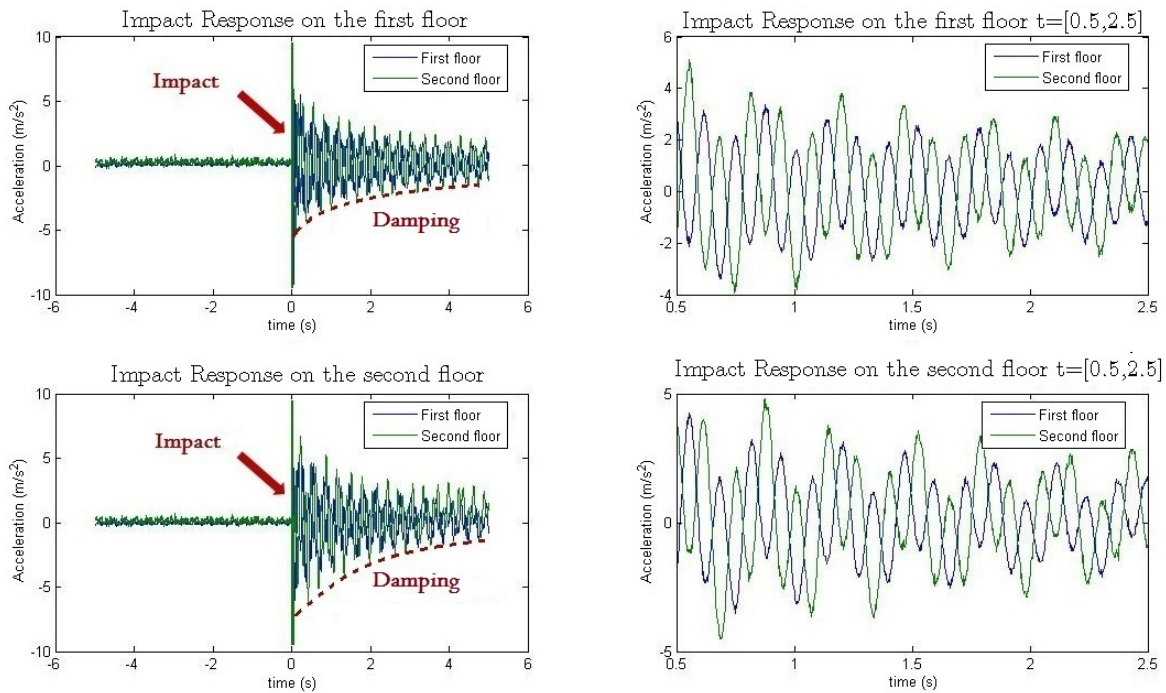 Impact Response on the first floor
10
5
0
-5
-10
Acceleration (m/s²)
First floor
Second floor
Impact
Damping
-6
-4
-2
0
2
4
6
time (s)
Impact Response on the first floor t=[0.5,2.5]
6
4
2
0
-2
-4
Acceleration (m/s²)
First floor
Second floor
0.5
1
1.5
2
2.5
time (s)
Impact Response on the second floor
10
5
0
-5
-10
Acceleration (m/s²)
First floor
Second floor
Impact
Damping
-6
-4
-2
0
2
4
6
time (s)
Impact Response on the second floor t=[0.5,2.5]
5
0
-5
Acceleration (m/s²)
First floor
Second floor
0.5
1
1.5
2
2.5
time (s)